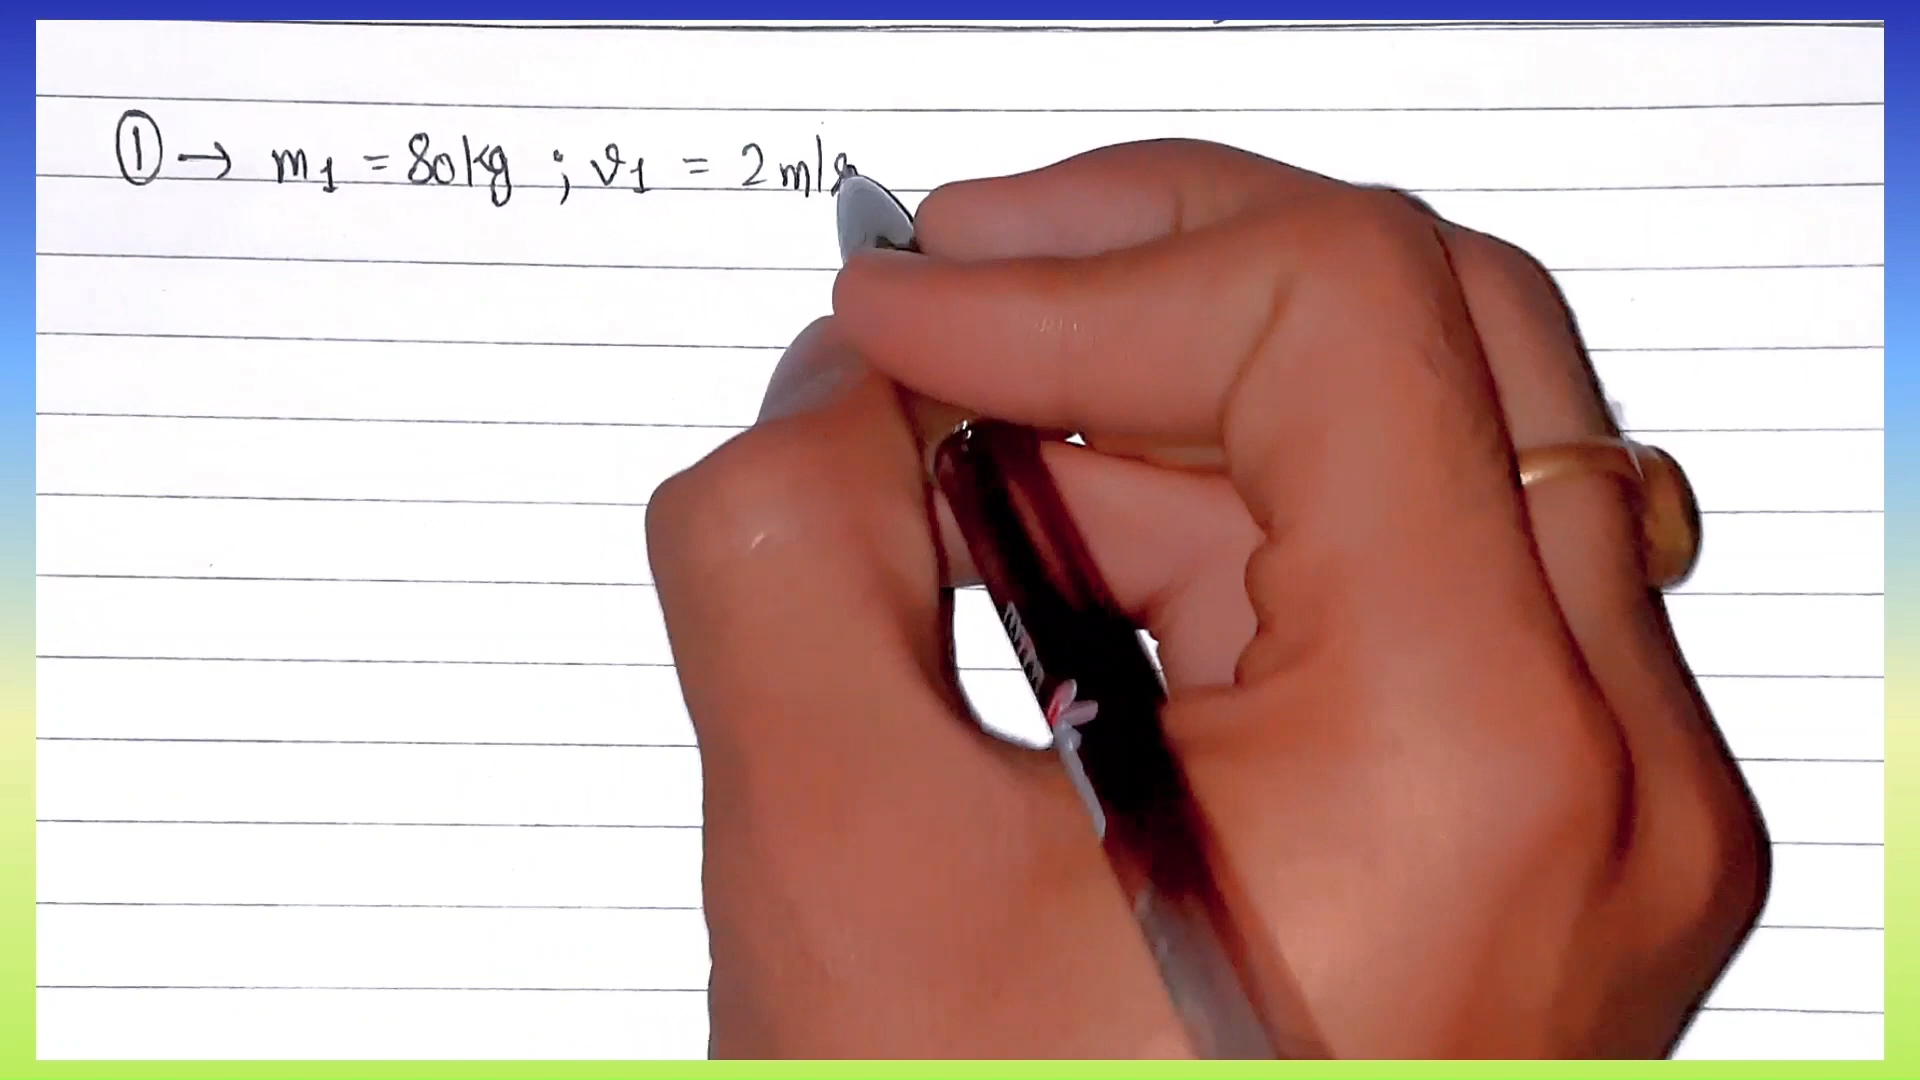 ① → m1 = 80kg ; v1 = 2 m/s